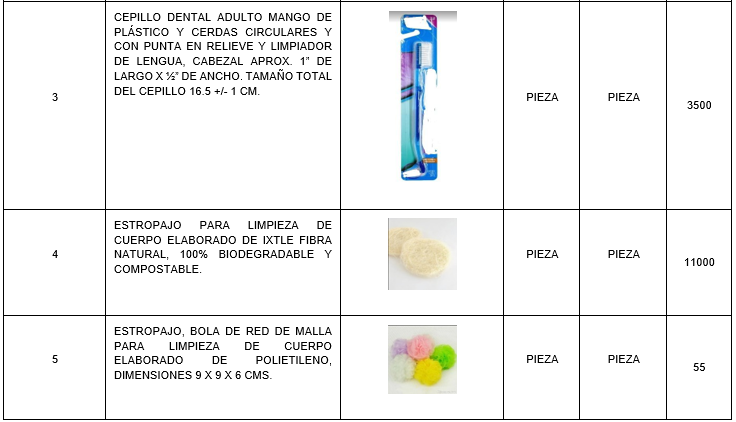 3
CEPILLO DENTAL ADULTO MANGO DE
PLÁSTICO Y CERDAS CIRCULARES Y
CON PUNTA EN RELIEVE Y LIMPIADOR
DE LENGUA, CABEZAL APROX. 1” DE
LARGO X ½” DE ANCHO. TAMAÑO TOTAL
DEL CEPILLO 16.5 +/- 1 CM.
PIEZA
PIEZA
3500
4
ESTROPAJO PARA LIMPIEZA DE
CUERPO ELABORADO DE IXTLE FIBRA
NATURAL, 100% BIODEGRADABLE Y
COMPOSTABLE.
PIEZA
PIEZA
11000
5
ESTROPAJO, BOLA DE RED DE MALLA
PARA LIMPIEZA DE CUERPO
ELABORADO DE POLIETILENO,
DIMENSIONES 9 X 9 X 6 CMS.
PIEZA
PIEZA
55